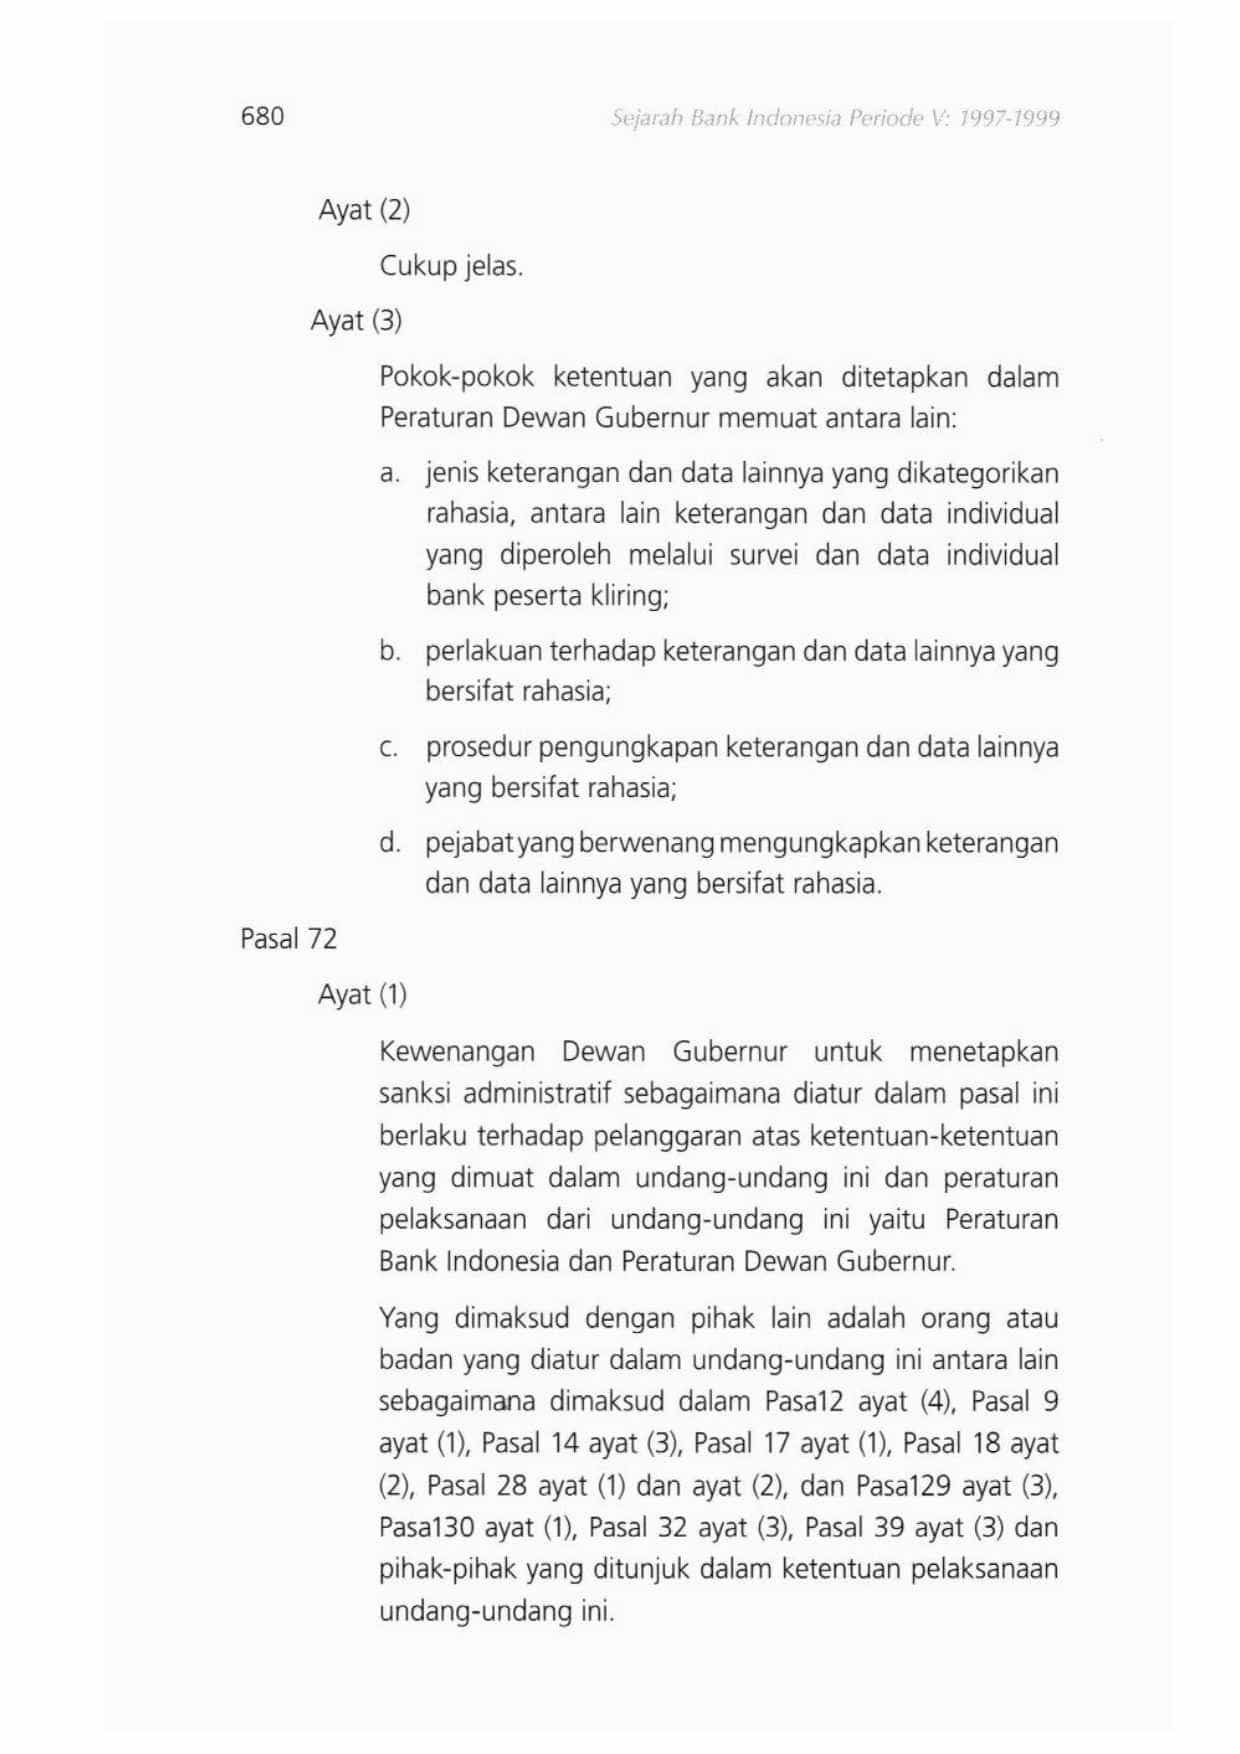 680
Sejarah Bank Indonesia Periode V: 1997-1999
Ayat (2)
Cukup jelas.
Ayat (3)
Pokok-pokok ketentuan yang akan ditetapkan dalam
Peraturan Dewan Gubernur memuat antara lain:
a. jenis keterangan dan data lainnya yang dikategorikan
rahasia, antara lain keterangan dan data individual
yang diperoleh melalui survei dan data individual
bank peserta kliring;
b. perlakuan terhadap keterangan dan data lainnya yang
bersifat rahasia;
c. prosedur pengungkapan keterangan dan data lainnya
yang bersifat rahasia;
d. pejabat yang berwenang mengungkapkan keterangan
dan data lainnya yang bersifat rahasia.
Pasal 72
Ayat (1)
Kewenangan Dewan Gubernur untuk menetapkan
sanksi administratif sebagaimana diatur dalam pasal ini
berlaku terhadap pelanggaran atas ketentuan-ketentuan
yang dimuat dalam undang-undang ini dan peraturan
pelaksanaan dari undang-undang ini yaitu Peraturan
Bank Indonesia dan Peraturan Dewan Gubernur.
Yang dimaksud dengan pihak lain adalah orang atau
badan yang diatur dalam undang-undang ini antara lain
sebagaimana dimaksud dalam Pasa12 ayat (4), Pasal 9
ayat (1), Pasal 14 ayat (3), Pasal 17 ayat (1), Pasal 18 ayat
(2), Pasal 28 ayat (1) dan ayat (2), dan Pasa129 ayat (3),
Pasa130 ayat (1), Pasal 32 ayat (3), Pasal 39 ayat (3) dan
pihak-pihak yang ditunjuk dalam ketentuan pelaksanaan
undang-undang ini.